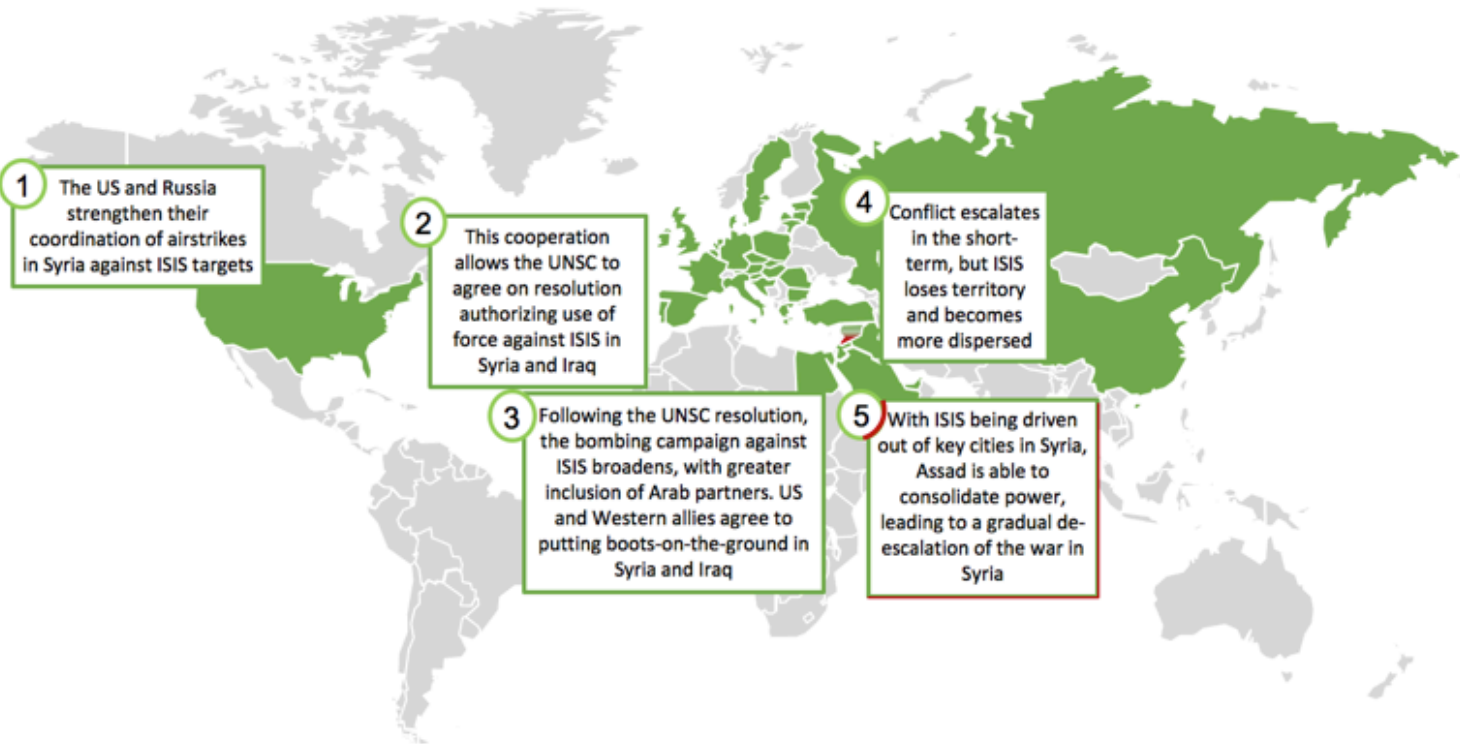 1
The US and Russia
strengthen their
coordination of airstrikes
in Syria against ISIS targets
2
This cooperation
allows the UNSC to
agree on resolution
authorizing use of
force against ISIS in
Syria and Iraq
3
Following the UNSC resolution,
the bombing campaign against
ISIS broadens, with greater
inclusion of Arab partners. US
and Western allies agree to
putting boots-on-the-ground in
Syria and Iraq
4
Conflict escalates
in the short-
term, but ISIS
loses territory
and becomes
more dispersed
5
With ISIS being driven
out of key cities in Syria,
Assad is able to
consolidate power,
leading to a gradual de-
escalation of the war in
Syria